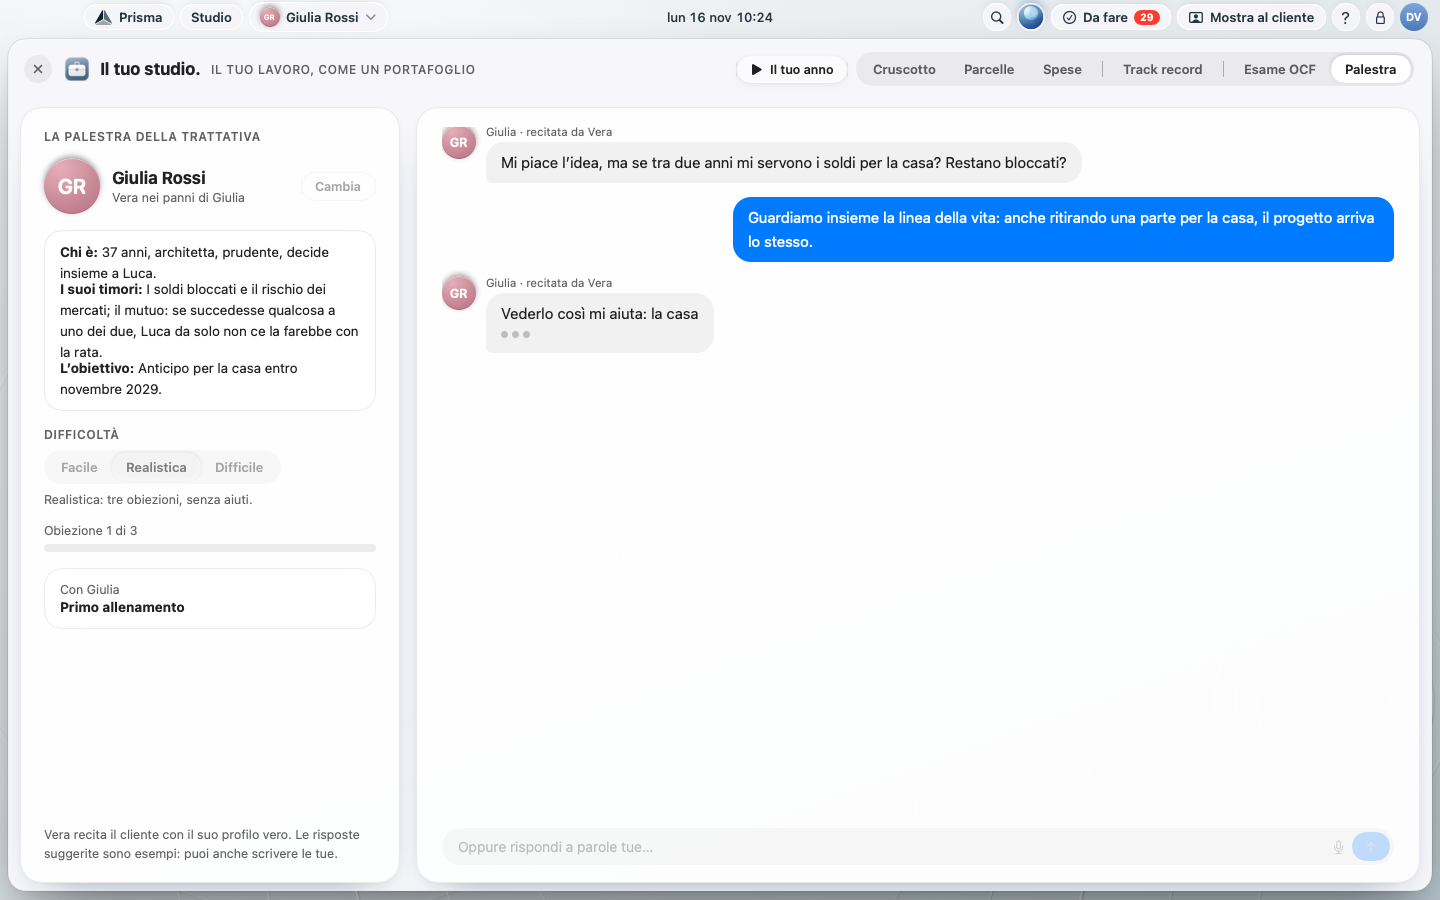 Prisma
Studio
GR
Giulia Rossi
lun 16 nov 10:24
Da fare 29
Mostra al cliente
?
DV
Il tuo studio.
IL TUO LAVORO, COME UN PORTAFOGLIO
Il tuo anno
Cruscotto
Parcelle
Spese
Track record
Esame OCF
Palestra
LA PALESTRA DELLA TRATTATIVA
GR
Giulia Rossi
Vera nei panni di Giulia
Cambia
Chi è: 37 anni, architetta, prudente, decide
insieme a Luca.
I suoi timori: I soldi bloccati e il rischio dei
mercati; il mutuo: se succedesse qualcosa a
uno dei due, Luca da solo non ce la farebbe con
la rata.
L’obiettivo: Anticipo per la casa entro
novembre 2029.
DIFFICOLTÀ
Facile
Realistica
Difficile
Realistica: tre obiezioni, senza aiuti.
Obiezione 1 di 3
Con Giulia
Primo allenamento
Vera recita il cliente con il suo profilo vero. Le risposte
suggerite sono esempi: puoi anche scrivere le tue.
Giulia · recitata da Vera
GR
Mi piace l’idea, ma se tra due anni mi servono i soldi per la casa? Restano bloccati?
Guardiamo insieme la linea della vita: anche ritirando una parte per la casa, il progetto arriva
lo stesso.
Giulia · recitata da Vera
GR
Vederlo così mi aiuta: la casa
Oppure rispondi a parole tue…